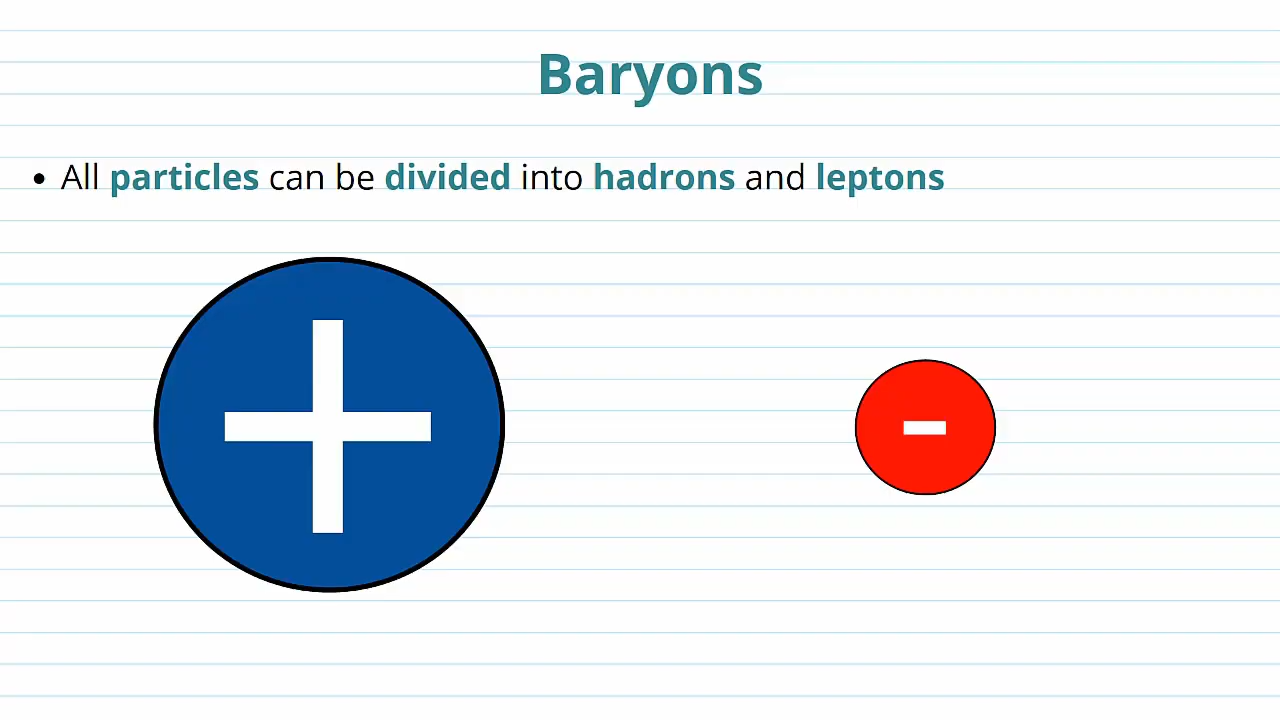 Baryons
• All particles can be divided into hadrons and leptons
+ -